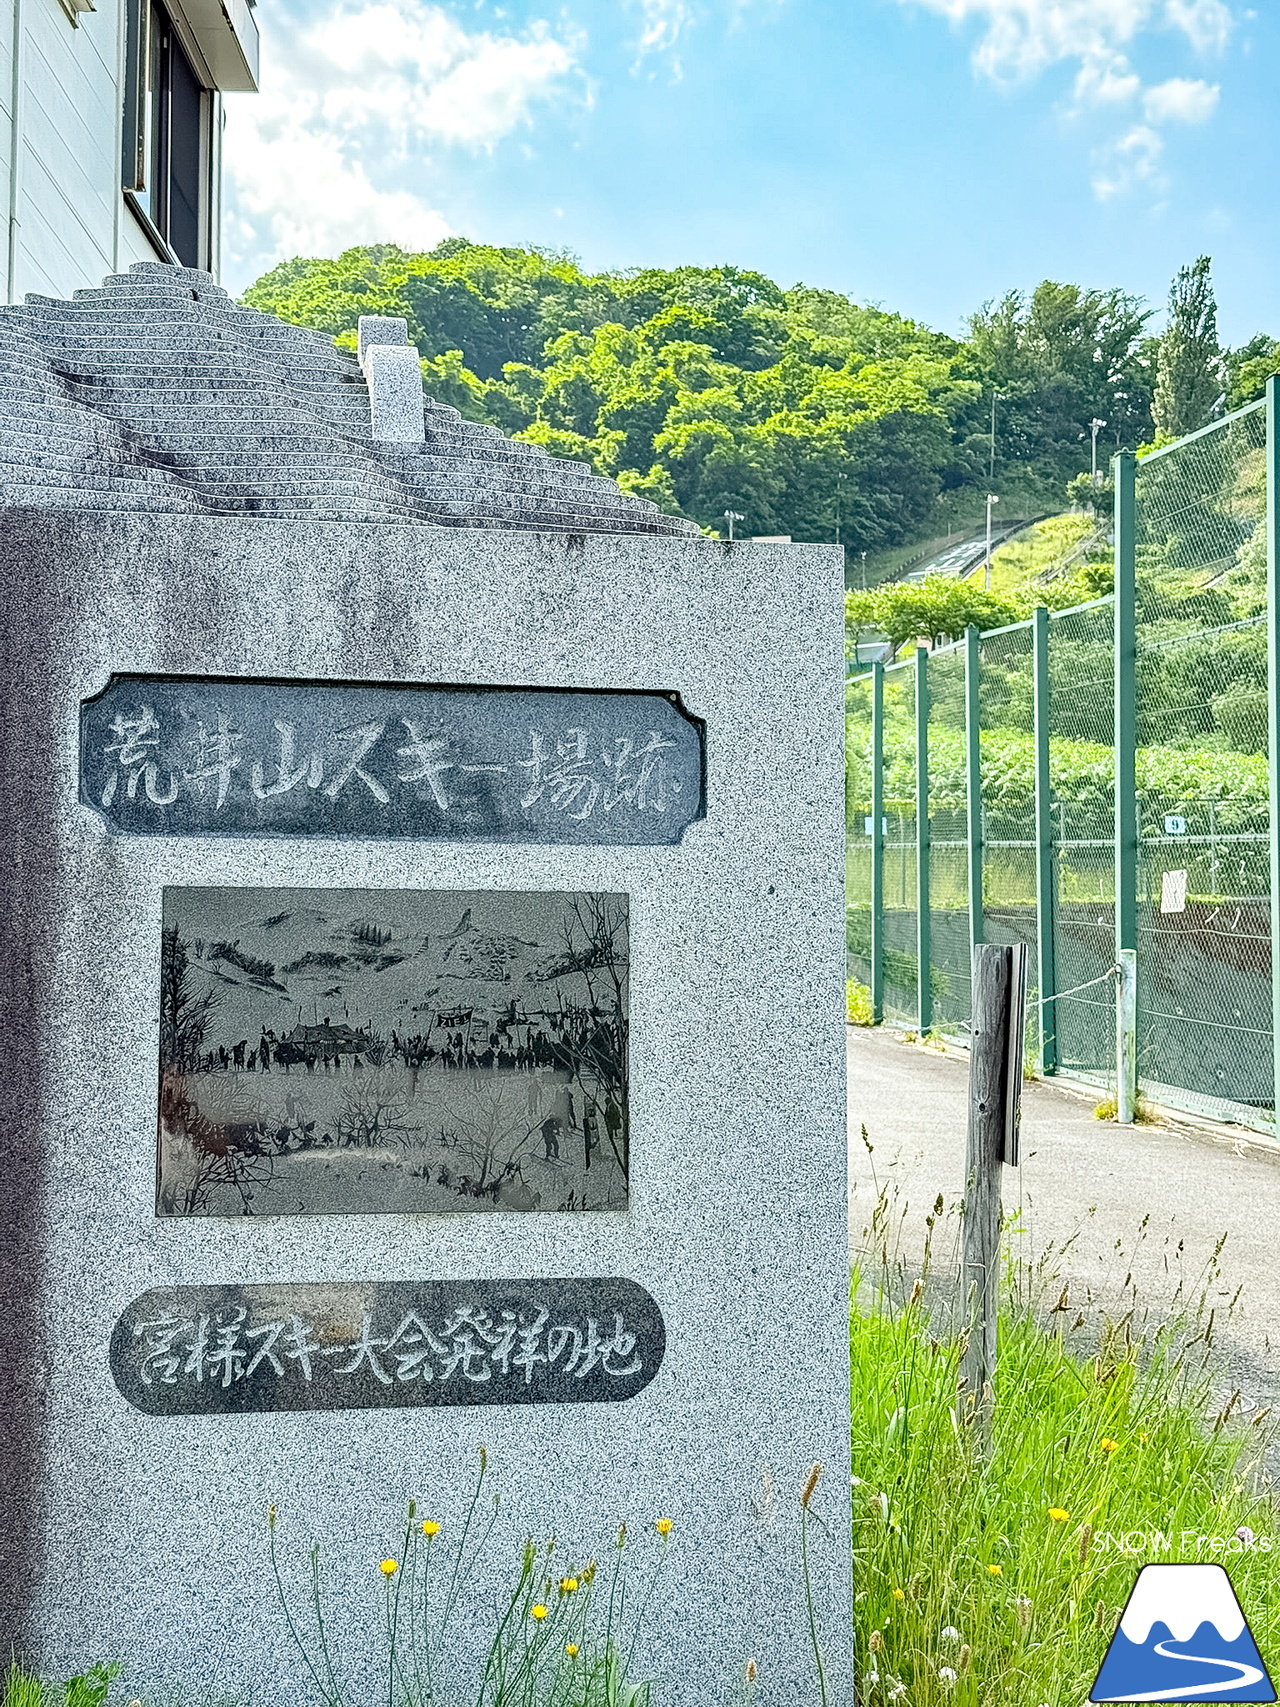 荒井山スキー場跡
宮様スキー大会発祥の地
9
SNOW Freaks